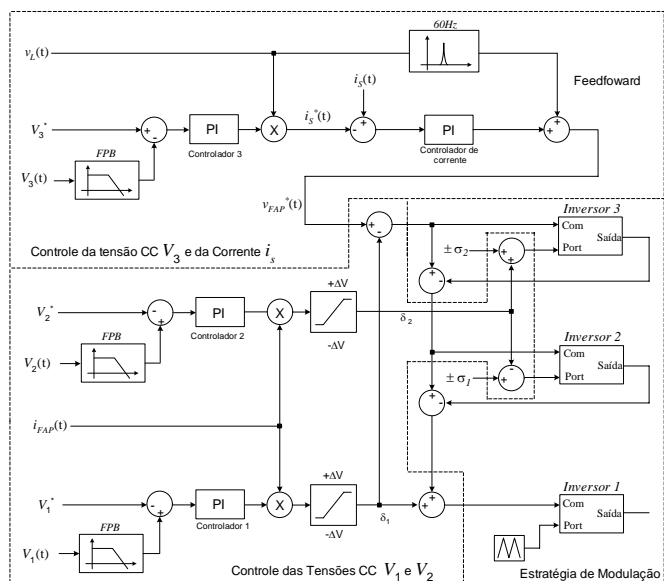 60Hz
v_L(t)
i_S(t)
Feedfoward
V_3*
+
-
PI
X
i_S*(t)
-
+
PI
+
+
Controlador 3
Controlador de
corrente
V_3(t)
FPB
v_FAP*(t)
Inversor 3
+
-
± σ_2
+
+
Com
Saída
Port
Controle da tensão CC V_3 e da Corrente i_s
+
-
V_2*
-
+
PI
X
+ΔV
-ΔV
δ_2
Controlador 2
FPB
V_2(t)
Inversor 2
-
+
± σ_1
Com
Saída
Port
+
-
i_FAP(t)
V_1*
-
+
PI
X
+ΔV
-ΔV
δ_1
+
+
Controlador 1
FPB
V_1(t)
Inversor 1
Com
Saída
Port
Controle das Tensões CC V_1 e V_2
Estratégia de Modulação